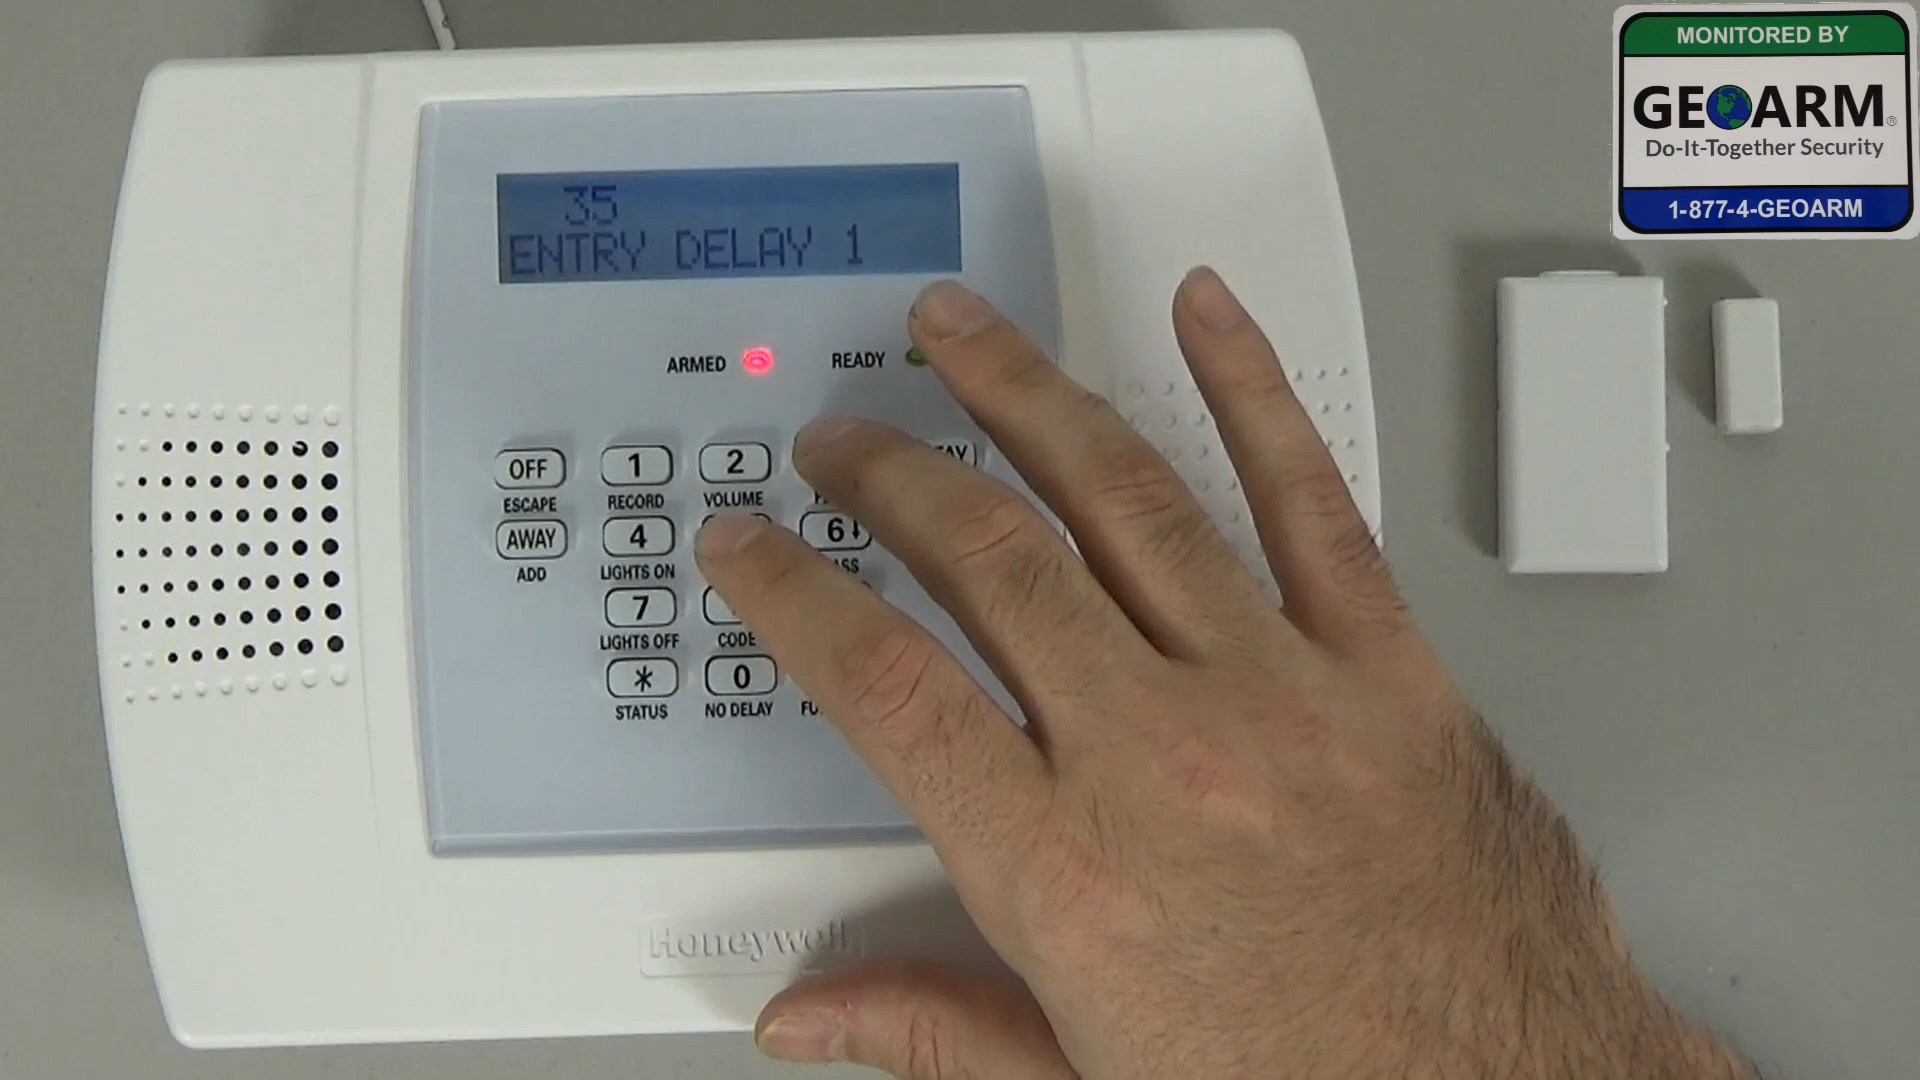 MONITORED BY
GEOARM®
Do-It-Together Security
1-877-4-GEOARM
35
ENTRY DELAY 1
ARMED READY
OFF 1 2
ESCAPE RECORD VOLUME
AWAY 4 6↓
ADD LIGHTS ON
7
LIGHTS OFF CODE
* 0
STATUS NO DELAY
Honeywell